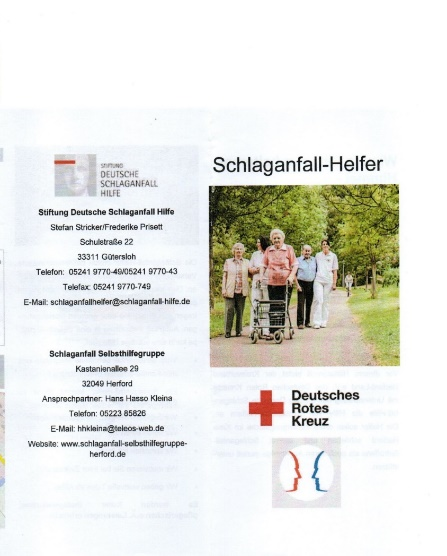 STIFTUNG
DEUTSCHE
SCHLAGANFALL
HILFE
Stiftung Deutsche Schlaganfall Hilfe
Stefan Stricker/Frederike Prisett
Schulstraße 22
33311 Gütersloh
Telefon: 05241 9770-49/05241 9770-43
Telefax: 05241 9770-749
E-Mail: schlaganfallhelfer@schlaganfall-hilfe.de
Schlaganfall Selbsthilfegruppe
Kastanienallee 29
32049 Herford
Ansprechpartner: Hans Hasso Kleina
Telefon: 05223 85826
E-Mail: hhkleina@teleos-web.de
Website: www.schlaganfall-selbsthilfegruppe-
herford.de
Schlaganfall-Helfer
Deutsches
Rotes
Kreuz